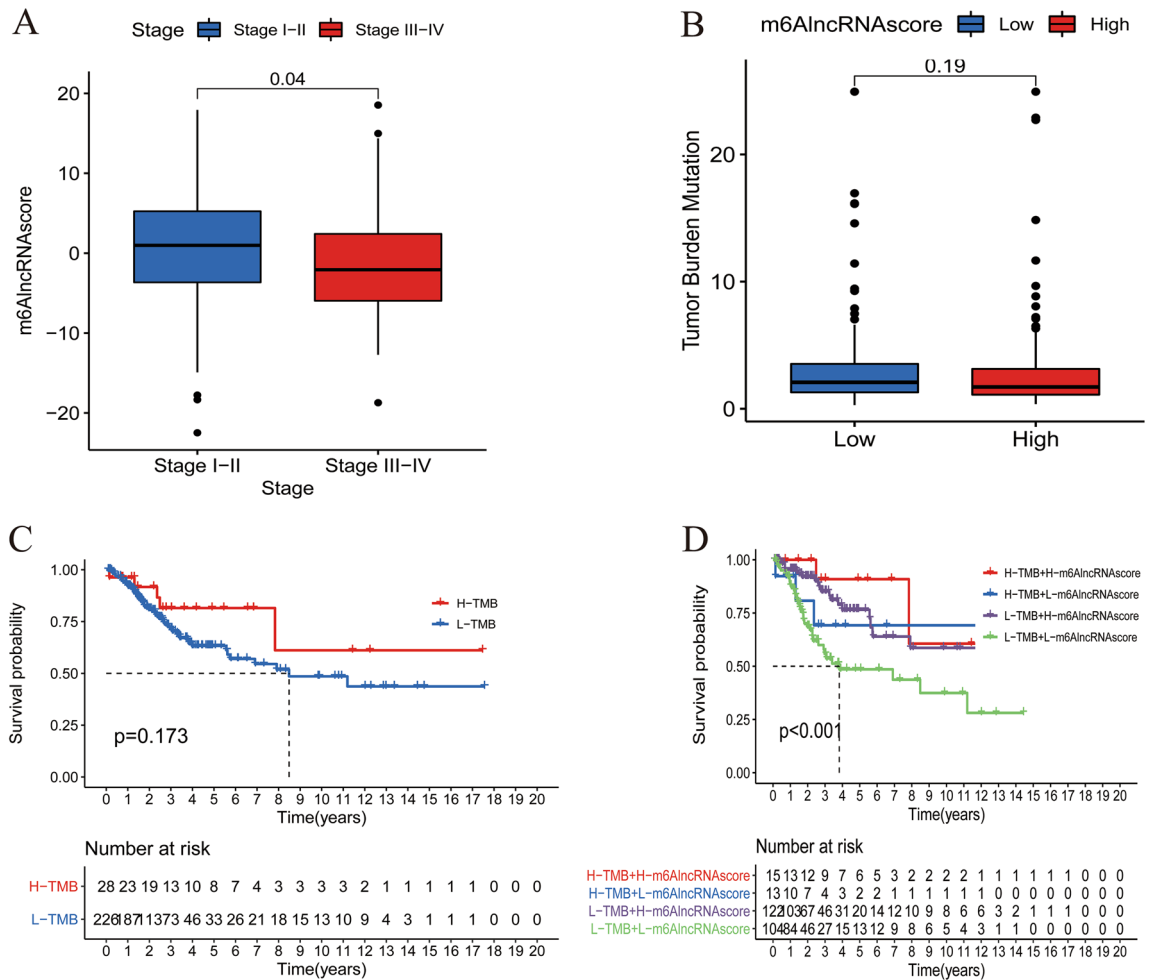 A
Stage Stage I−II Stage III−IV
0.04
m6AlncRNAscore
20
10
0
−10
−20
Stage I−II Stage III−IV
Stage
B
m6AlncRNAscore Low High
0.19
Tumor Burden Mutation
20
10
0
Low High
C
Survival probability
1.00
0.75
0.50
0.25
0.00
H−TMB
L−TMB
p=0.173
0 1 2 3 4 5 6 7 8 9 10 11 12 13 14 15 16 17 18 19 20
Time(years)
Number at risk
H−TMB 28 23 19 13 10 8 7 4 3 3 3 3 2 1 1 1 1 1 0 0 0
L−TMB 226 187 113 73 46 33 26 21 18 15 13 10 9 4 3 1 1 1 0 0 0
0 1 2 3 4 5 6 7 8 9 10 11 12 13 14 15 16 17 18 19 20
Time(years)
D
Survival probability
1.00
0.75
0.50
0.25
0.00
H−TMB+H−m6AlncRNAscore
H−TMB+L−m6AlncRNAscore
L−TMB+H−m6AlncRNAscore
L−TMB+L−m6AlncRNAscore
p<0.001
0 1 2 3 4 5 6 7 8 9 10 11 12 13 14 15 16 17 18 19 20
Time(years)
Number at risk
H−TMB+H−m6AlncRNAscore 15 13 12 9 7 6 5 3 2 2 2 2 1 1 1 1 1 1 0 0 0
H−TMB+L−m6AlncRNAscore 13 10 7 4 3 2 2 1 1 1 1 1 1 0 0 0 0 0 0 0 0
L−TMB+H−m6AlncRNAscore 122 103 67 46 31 20 14 12 10 9 8 6 6 3 2 1 1 1 0 0 0
L−TMB+L−m6AlncRNAscore 104 84 46 27 15 13 12 9 8 6 5 4 3 1 1 0 0 0 0 0 0
0 1 2 3 4 5 6 7 8 9 10 11 12 13 14 15 16 17 18 19 20
Time(years)